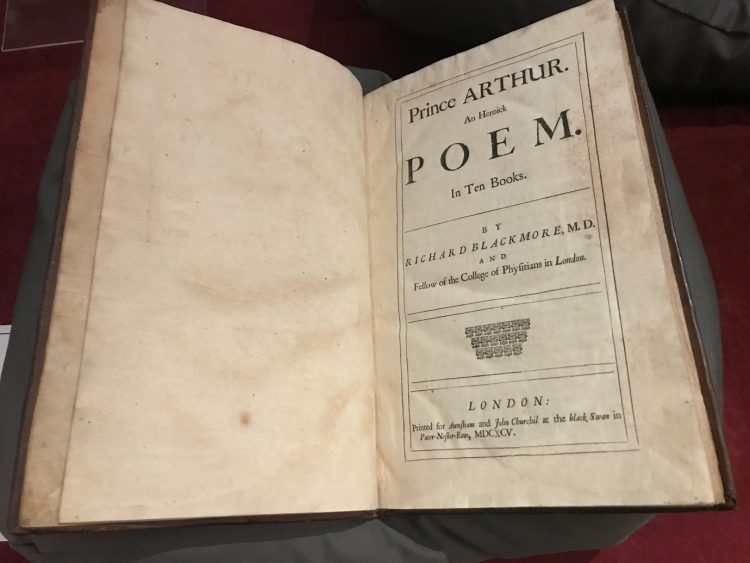 Prince ARTHUR.
An Heroick
POEM.
In Ten Books.
BY
RICHARD BLACKMORE, M.D.
AND
Fellow of the College of Phyſitians in London.
LONDON:
Printed for Awnſham and John Churchil at the black Swan in
Pater-Noſter-Row, MDCXCV.